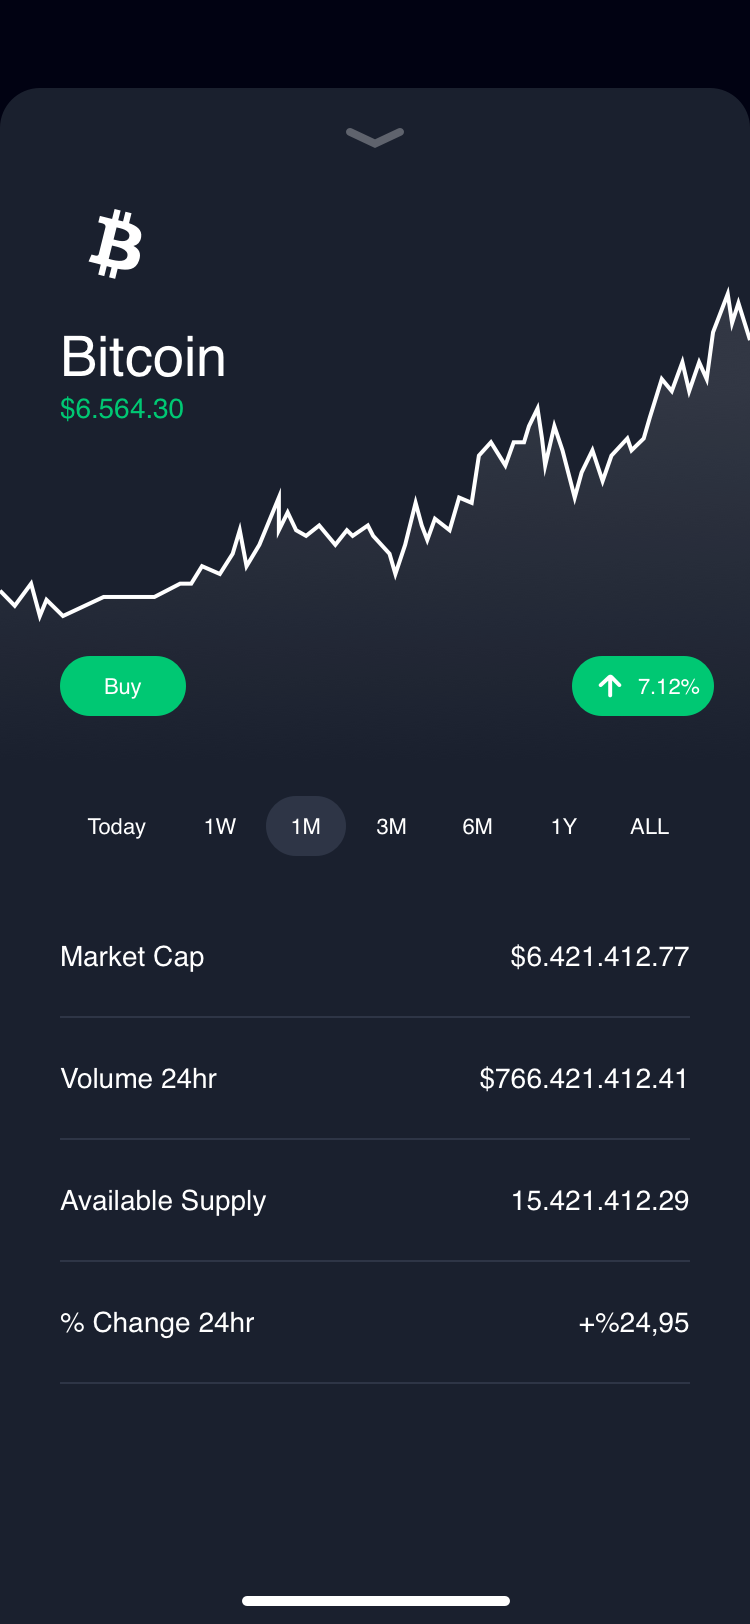 Bitcoin
$6.564.30
Buy
7.12%
Today 1W 1M 3M 6M 1Y ALL
Market Cap $6.421.412.77
Volume 24hr $766.421.412.41
Available Supply 15.421.412.29
% Change 24hr +%24,95